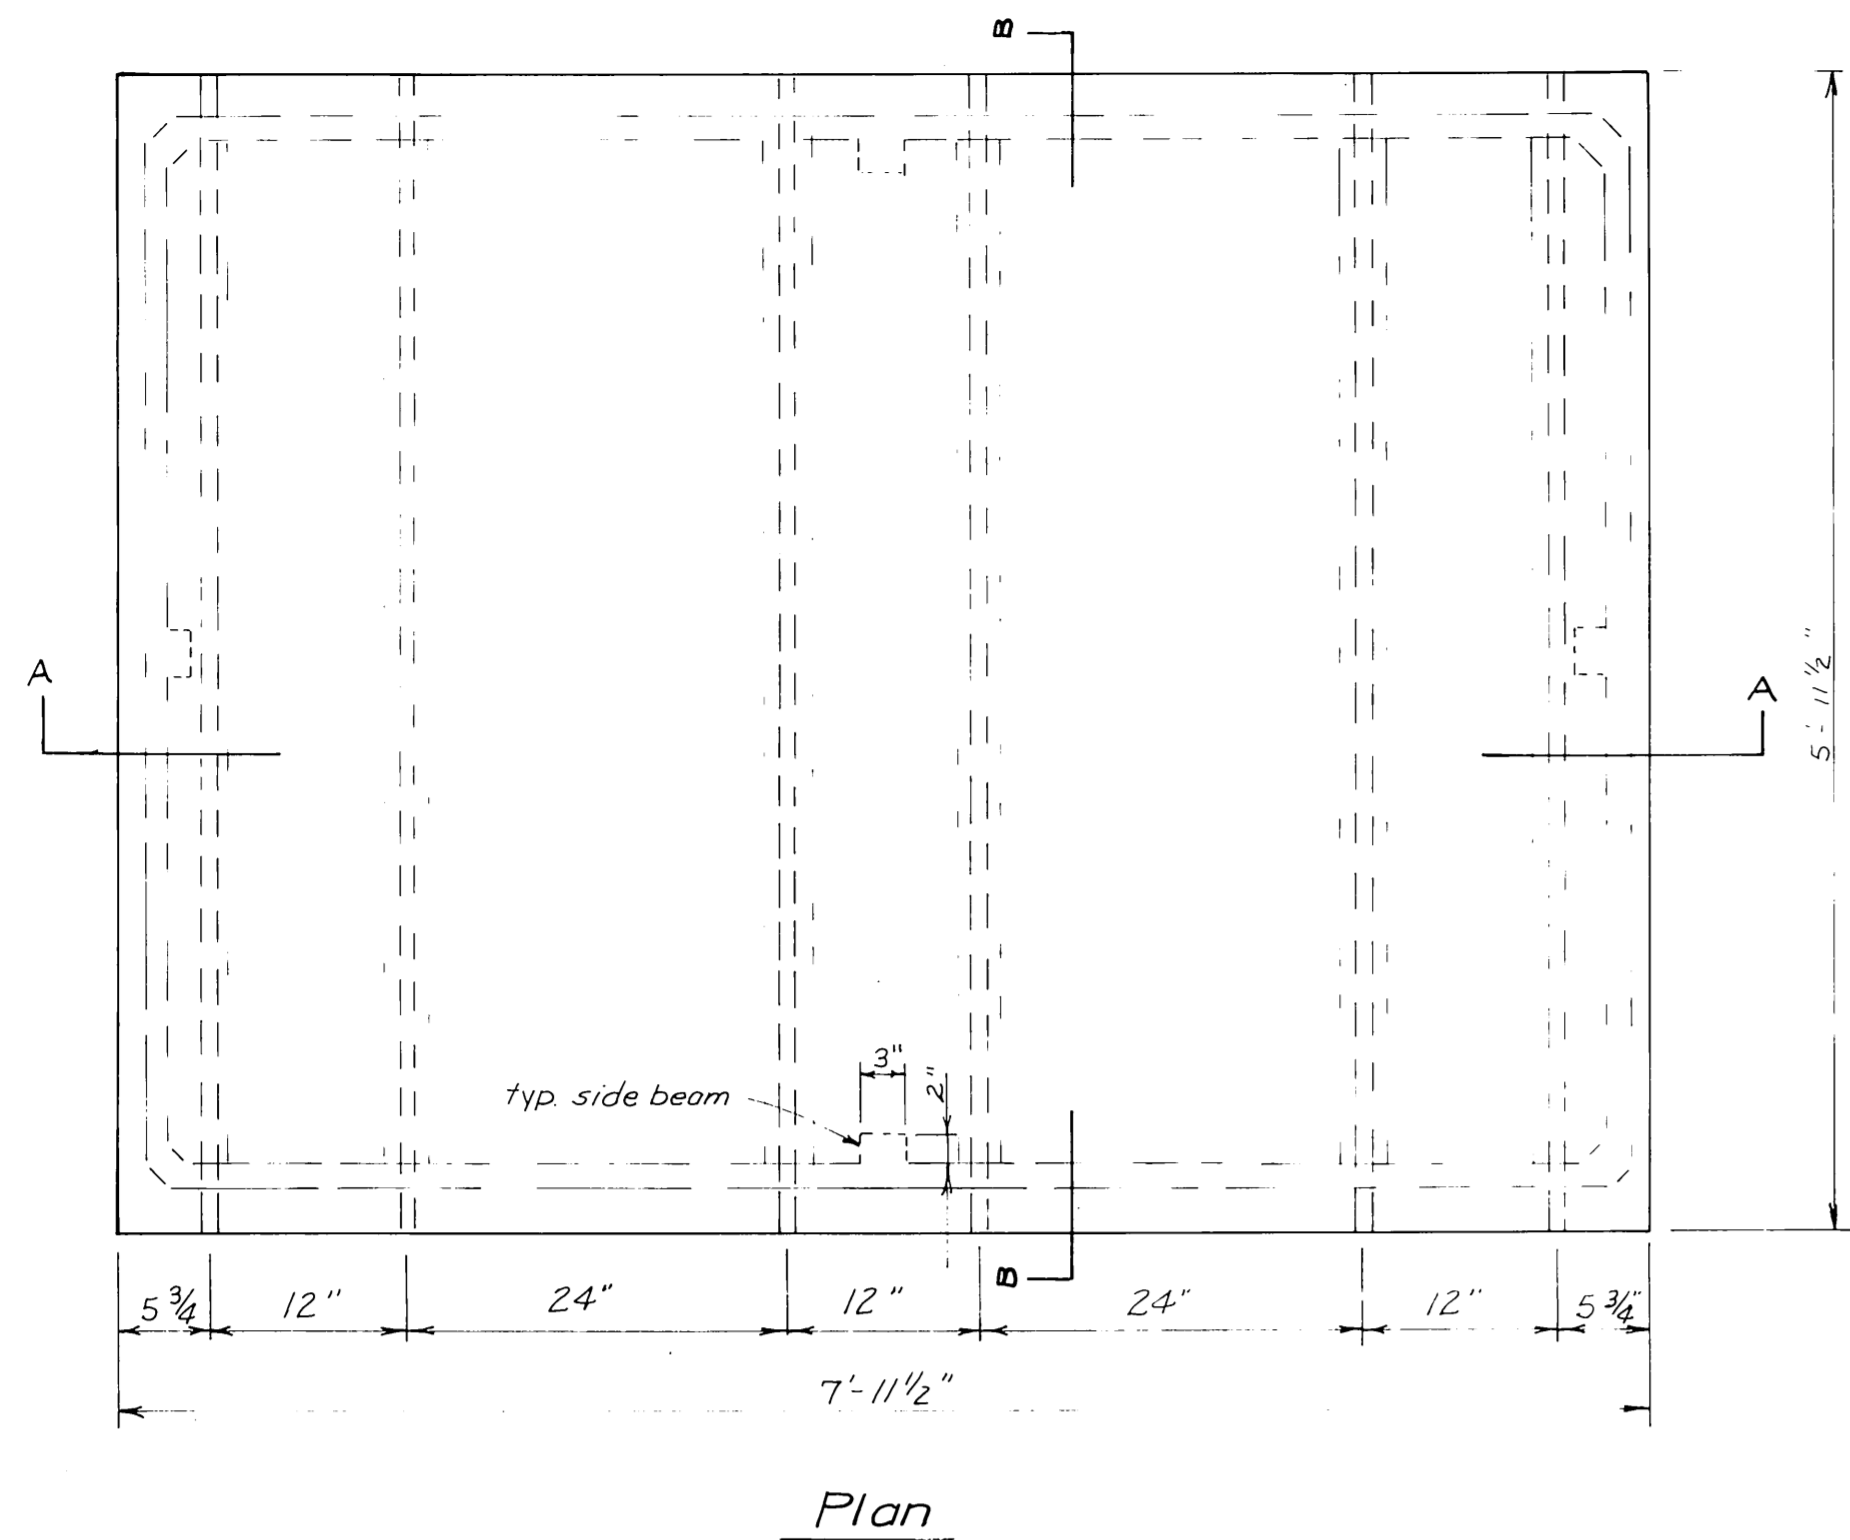 B
A
A
5'-11 1/2"
3"
2"
typ. side beam
B
5 3/4
12"
24"
12"
24"
12"
5 3/4"
7'-11 1/2"
Plan